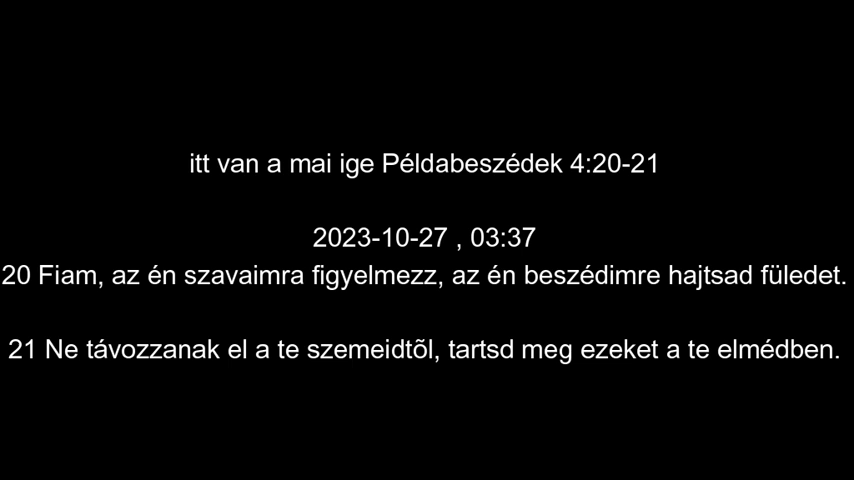 itt van a mai ige Példabeszédek 4:20-21
2023-10-27 , 03:37
20 Fiam, az én szavaimra figyelmezz, az én beszédimre hajtsad füledet.
21 Ne távozzanak el a te szemeidtõl, tartsd meg ezeket a te elmédben.